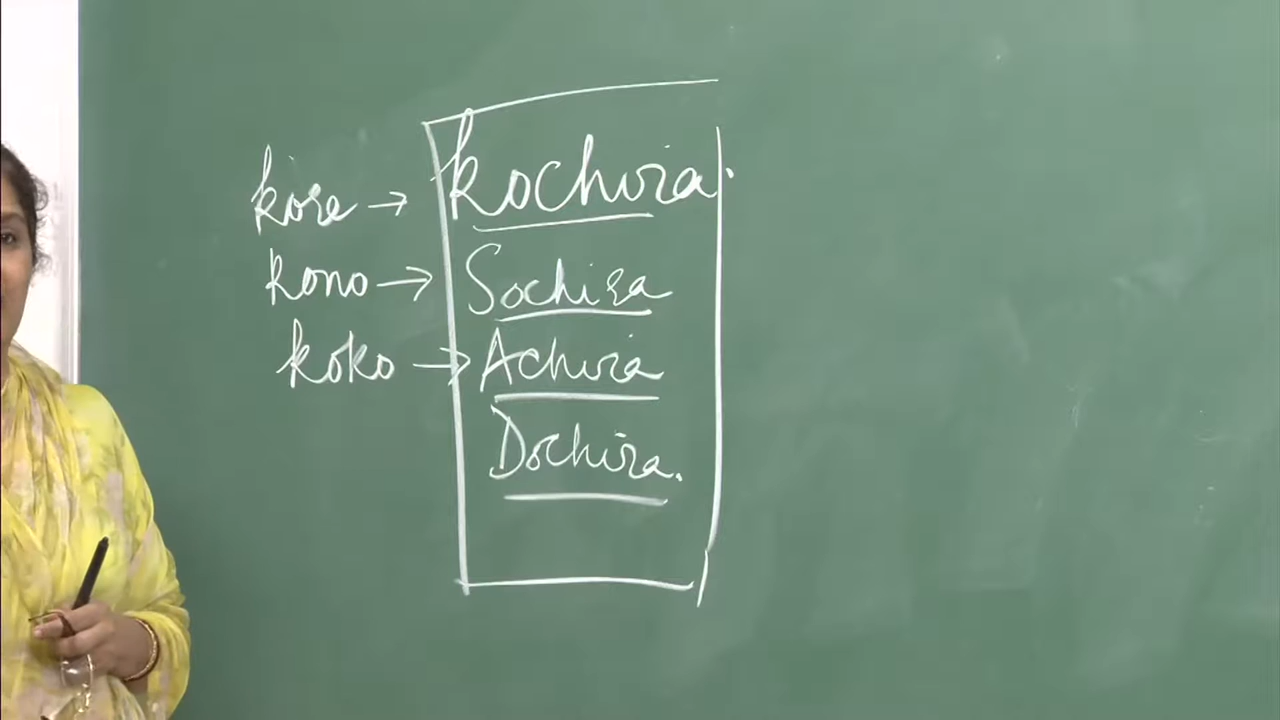 kore → kochira.
kono → Sochira
koko → Achira
Dochira.